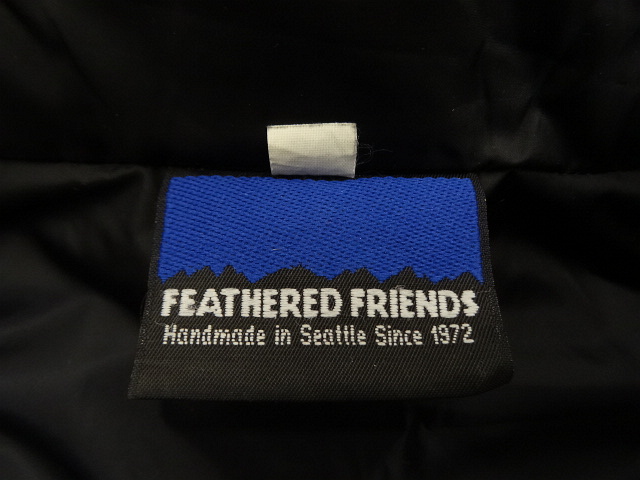 FEATHERED FRIENDS
Handmade in Seattle Since 1972